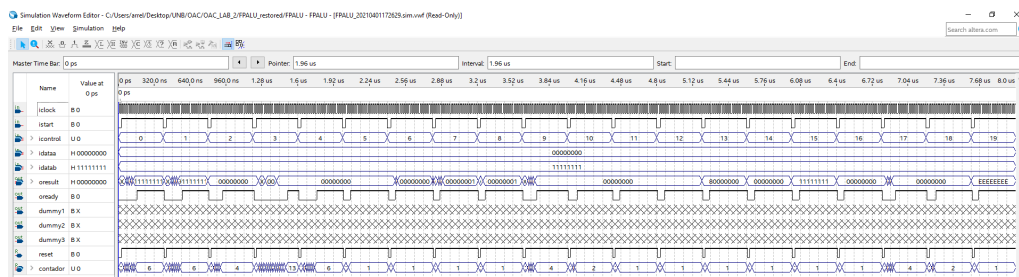 Simulation Waveform Editor - C:/Users/arrel/Desktop/UNB/OAC/OAC_LAB_2/FPALU_restored/FPALU - FPALU - [FPALU_20210401172629.sim.vwf (Read-Only)]
File Edit View Simulation Help
Search altera.com
Master Time Bar: 0 ps Pointer: 1.96 us Interval: 1.96 us Start: End:
Name Value at 0 ps
0 ps 320,0 ns 640,0 ns 960,0 ns 1.28 us 1.6 us 1.92 us 2.24 us 2.56 us 2.88 us 3.2 us 3.52 us 3.84 us 4.16 us 4.48 us 4.8 us 5.12 us 5.44 us 5.76 us 6.08 us 6.4 us 6.72 us 7.04 us 7.36 us 7.68 us 8.0 us
0 ps
iclock B 0
istart B 0
icontrol U 0 0 1 2 3 4 5 6 7 8 9 10 11 12 13 14 15 16 17 18 19
idataa H 00000000 00000000
idatab H 11111111 11111111
oresult H 00000000 00000000 00000000 00000000 00000001 00000001 00000000 80000000 00000000 11111111 00000000 00000000 EEEEEEEE
oready B 0
dummy1 B X
dummy2 B X
dummy3 B X
reset B 0
contador U 0 6 6 4 6 1 1 1 1 4 2 1 1 1 1 1 1 7 2 1